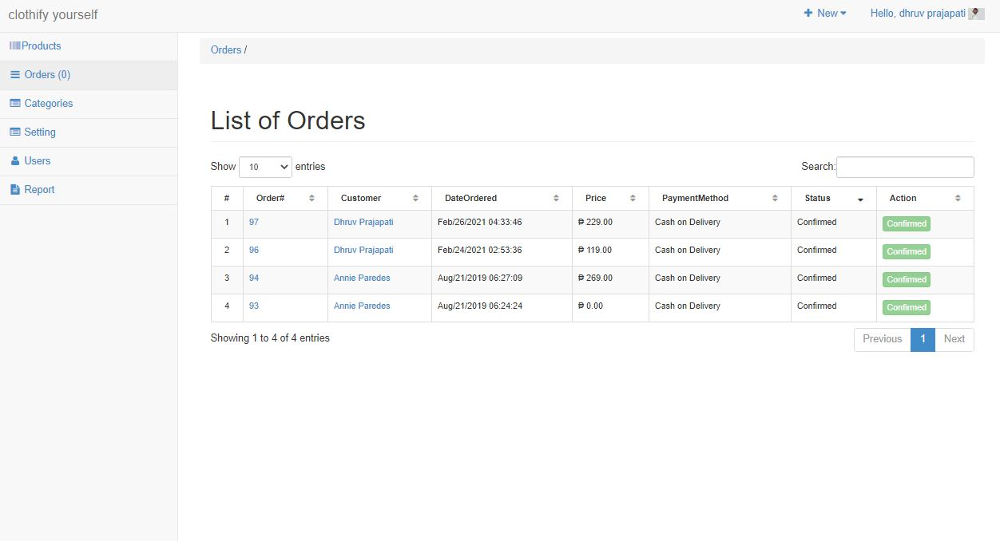 clothify yourself
New
Hello, dhruv prajapati
Products
Orders (0)
Categories
Setting
Users
Report
Orders /
List of Orders
Show 10 entries
Search:
# Order# Customer DateOrdered Price PaymentMethod Status Action
1 97 Dhruv Prajapati Feb/26/2021 04:33:46 ₱ 229.00 Cash on Delivery Confirmed Confirmed
2 96 Dhruv Prajapati Feb/24/2021 02:53:36 ₱ 119.00 Cash on Delivery Confirmed Confirmed
3 94 Annie Paredes Aug/21/2019 06:27:09 ₱ 269.00 Cash on Delivery Confirmed Confirmed
4 93 Annie Paredes Aug/21/2019 06:24:24 ₱ 0.00 Cash on Delivery Confirmed Confirmed
Showing 1 to 4 of 4 entries
Previous 1 Next